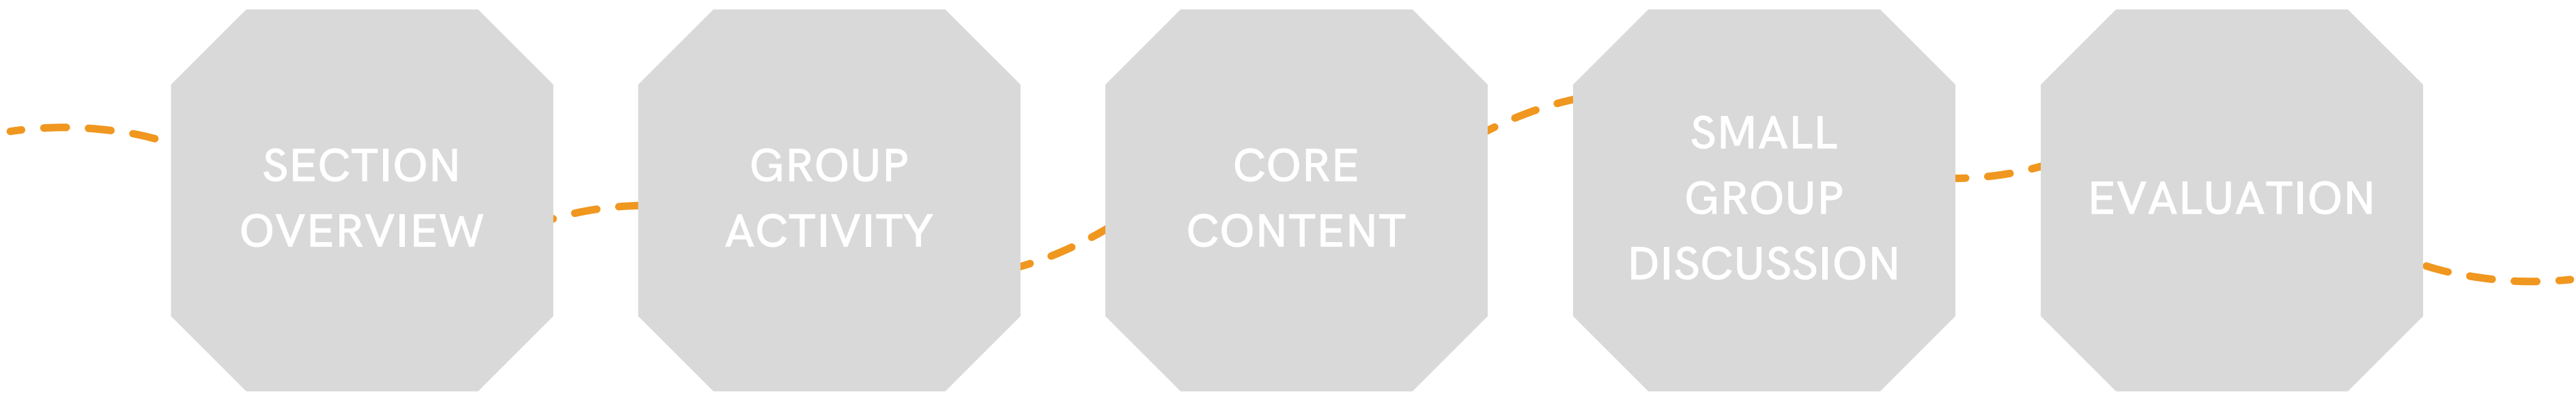 SECTION
OVERVIEW
GROUP
ACTIVITY
CORE
CONTENT
SMALL
GROUP
DISCUSSION
EVALUATION